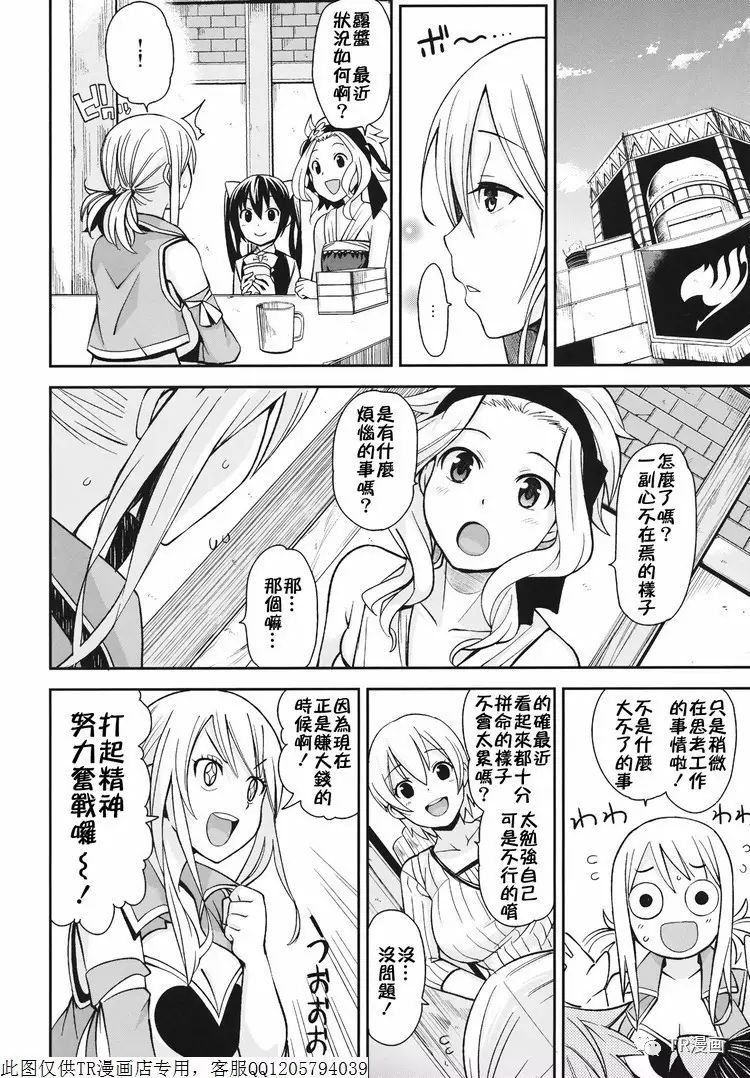 ボ〜…
…
露醬 最近
狀況如何啊？
…！
ビクッ
怎麼了嗎？
一副心不在焉的樣子
是有什麼
煩惱的事嗎？
那…
那個嘛…
只是稍微
在思考工作
的事情啦！
不是什麼
大不了的事
わわ
わわ
的確最近
看起來都十分
拼命的樣子
不會太累嗎？
太勉強自己
可是不行的唷
沒…
沒問題！
因為現在
正是賺大錢的
時候啊！
打起精神
努力奮戰囉
～！
うおおお
TR漫画
此图仅供TR漫画店专用，客服QQ1205794039